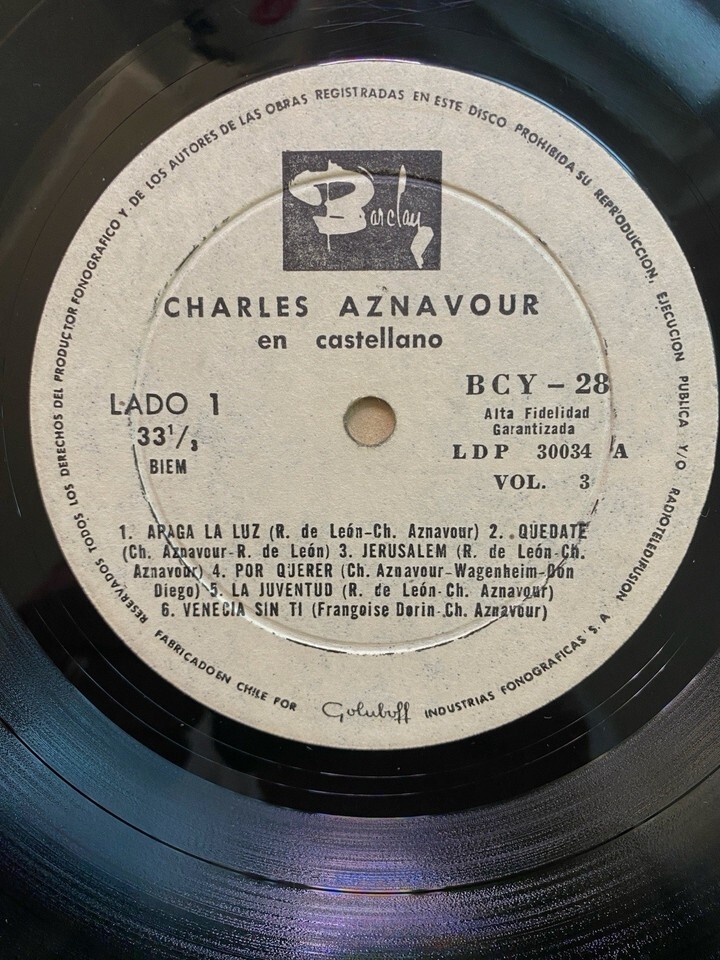 RESERVADOS TODOS LOS DERECHOS DEL PRODUCTOR FONOGRAFICO Y DE LOS AUTORES DE LAS OBRAS REGISTRADAS EN ESTE DISCO PROHIBIDA SU REPRODUCCION, EJECUCION PUBLICA Y/O RADIOTELEDIFUSION
Barclay
CHARLES AZNAVOUR
en castellano
LADO 1
33 1/3
BIEM
BCY - 28
Alta Fidelidad
Garantizada
LDP 30034 A
VOL. 3
1. APAGA LA LUZ (R. de León-Ch. Aznavour) 2. QUEDATE
(Ch. Aznavour-R. de León) 3. JERUSALEM (R. de León-Ch.
Aznavour) 4. POR QUERER (Ch. Aznavour-Wagenheim-Don
Diego) 5. LA JUVENTUD (R. de León-Ch. Aznavour)
6. VENECIA SIN TI (Frangoise Dorin-Ch. Aznavour)
FABRICADO EN CHILE POR Goluboff INDUSTRIAS FONOGRAFICAS S. A